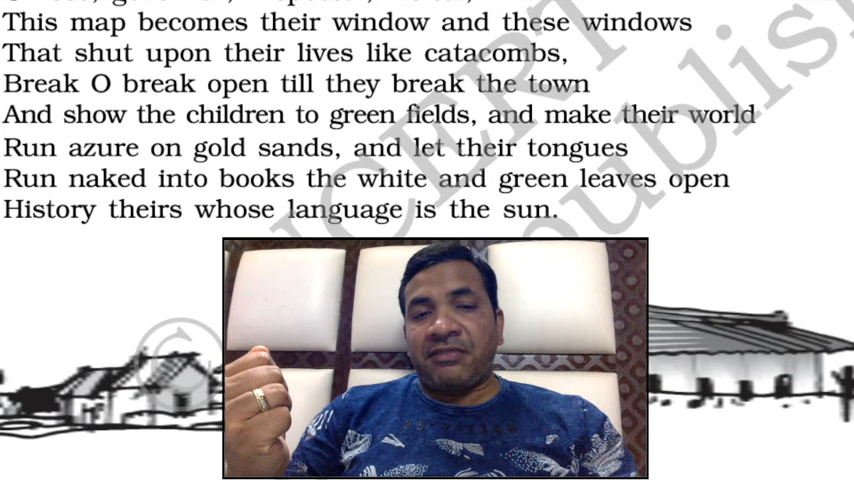 This map becomes their window and these windows
That shut upon their lives like catacombs,
Break O break open till they break the town
And show the children to green fields, and make their world
Run azure on gold sands, and let their tongues
Run naked into books the white and green leaves open
History theirs whose language is the sun.
© NCERT